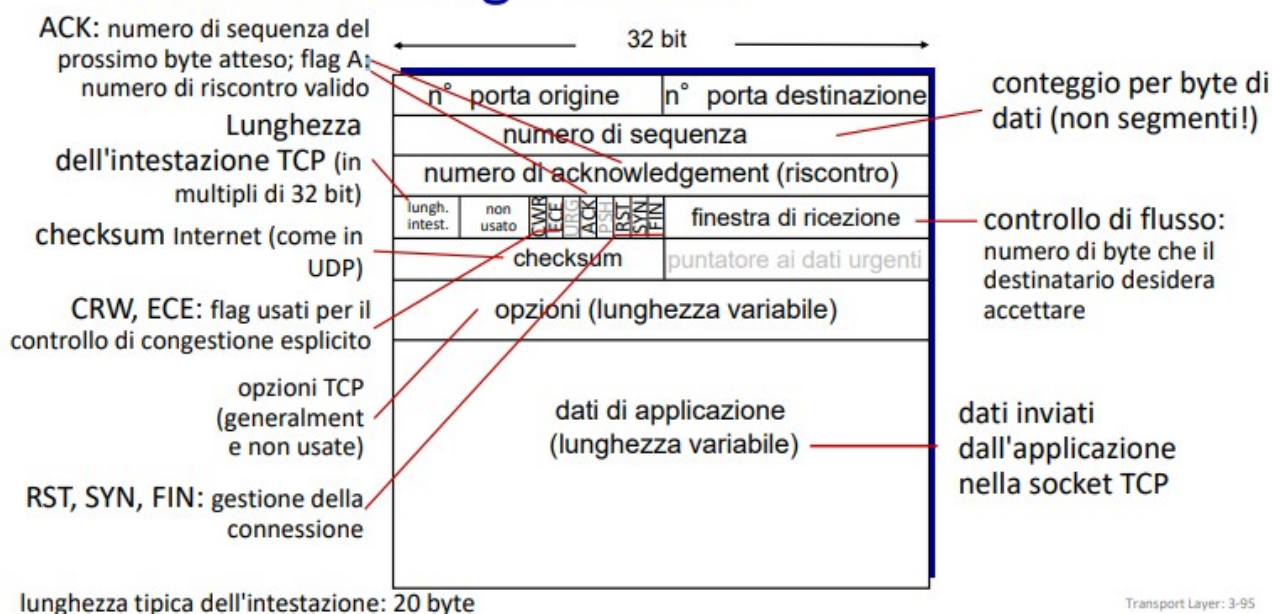 ACK: numero di sequenza del
prossimo byte atteso; flag A:
numero di riscontro valido
Lunghezza
dell'intestazione TCP (in
multipli di 32 bit)
checksum Internet (come in
UDP)
CRW, ECE: flag usati per il
controllo di congestione esplicito
opzioni TCP
(generalment
e non usate)
RST, SYN, FIN: gestione della
connessione
lunghezza tipica dell'intestazione: 20 byte
32 bit
n° porta origine
n° porta destinazione
numero di sequenza
numero di acknowledgement (riscontro)
lungh.
intest.
non
usato
CWR
ECE
URG
ACK
PSH
RST
SYN
FIN
finestra di ricezione
checksum
puntatore ai dati urgenti
opzioni (lunghezza variabile)
dati di applicazione
(lunghezza variabile)
conteggio per byte di
dati (non segmenti!)
controllo di flusso:
numero di byte che il
destinatario desidera
accettare
dati inviati
dall'applicazione
nella socket TCP
Transport Layer: 3-95